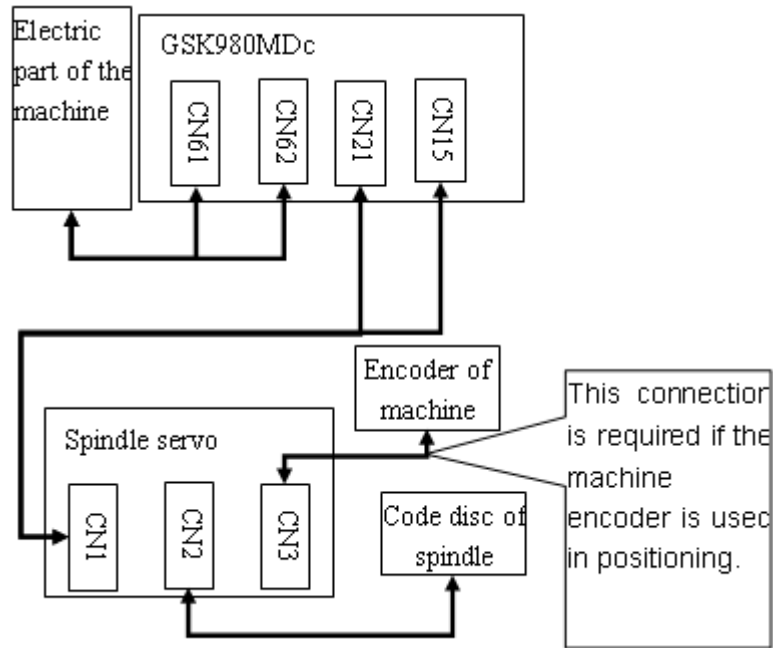 Electric
part of the
machine
GSK980MDc
CN61
CN62
CN21
CN15
Encoder of
machine
This connection
is required if the
machine
encoder is used
in positioning.
Spindle servo
CN1
CN2
CN3
Code disc of
spindle